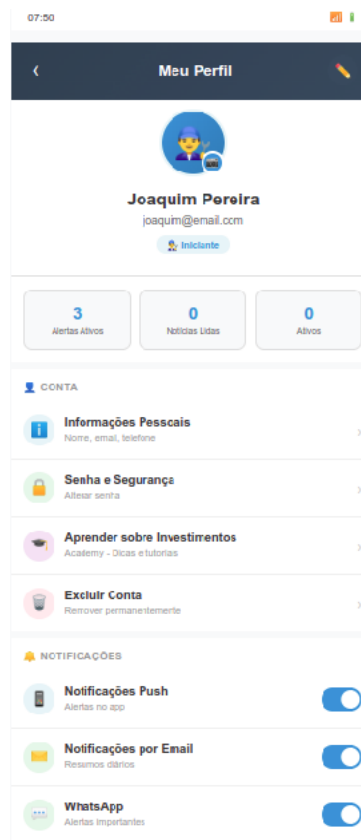 07:50
Meu Perfil
Joaquim Pereira
joaquim@email.com
Iniciante
3
Alertas Ativos
0
Notícias Lidas
0
Ativos
CONTA
Informações Pessoais
Nome, email, telefone
Senha e Segurança
Alterar senha
Aprender sobre Investimentos
Academy - Dicas e tutoriais
Excluir Conta
Remover permanentemente
NOTIFICAÇÕES
Notificações Push
Alertas no app
Notificações por Email
Resumos diários
WhatsApp
Alertas importantes